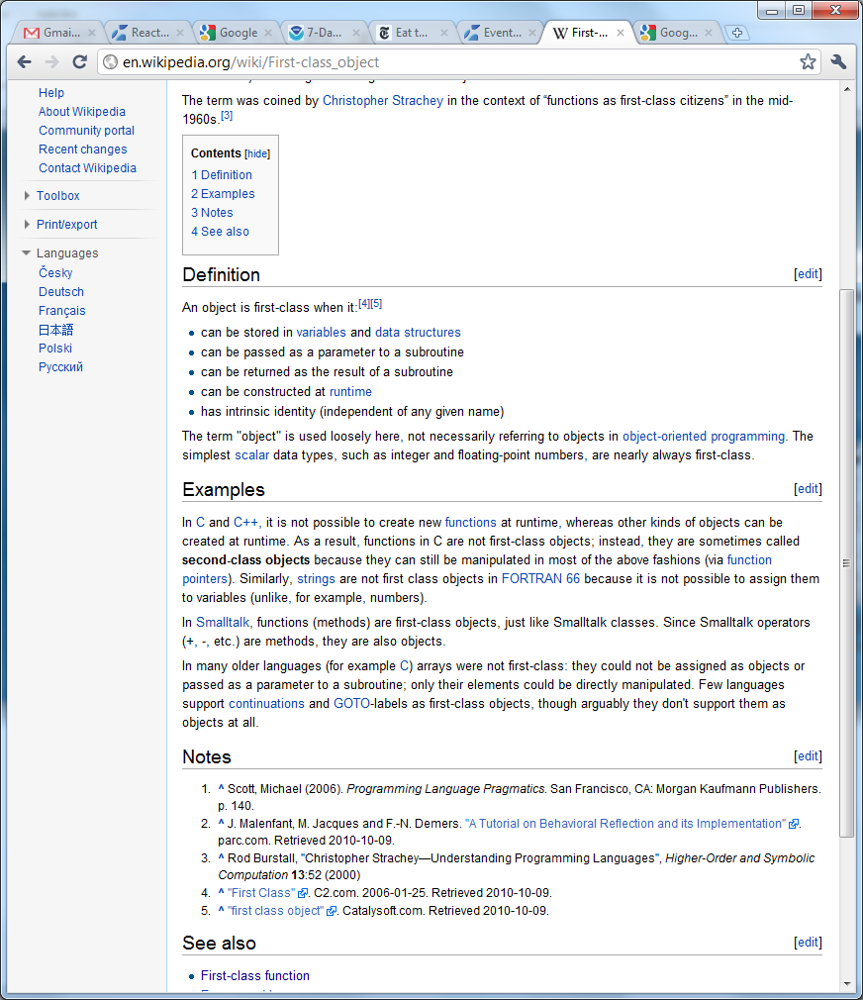 Gmai...
React...
Google
7-Da...
Eat t...
Event...
First-...
Goog...
en.wikipedia.org/wiki/First-class_object
Help
About Wikipedia
Community portal
Recent changes
Contact Wikipedia
Toolbox
Print/export
Languages
Česky
Deutsch
Français
日本語
Polski
Русский
The term was coined by Christopher Strachey in the context of “functions as first-class citizens” in the mid-
1960s.[3]
Contents [hide]
1 Definition
2 Examples
3 Notes
4 See also
Definition [edit]
An object is first-class when it:[4][5]
• can be stored in variables and data structures
• can be passed as a parameter to a subroutine
• can be returned as the result of a subroutine
• can be constructed at runtime
• has intrinsic identity (independent of any given name)
The term "object" is used loosely here, not necessarily referring to objects in object-oriented programming. The
simplest scalar data types, such as integer and floating-point numbers, are nearly always first-class.
Examples [edit]
In C and C++, it is not possible to create new functions at runtime, whereas other kinds of objects can be
created at runtime. As a result, functions in C are not first-class objects; instead, they are sometimes called
second-class objects because they can still be manipulated in most of the above fashions (via function
pointers). Similarly, strings are not first class objects in FORTRAN 66 because it is not possible to assign them
to variables (unlike, for example, numbers).
In Smalltalk, functions (methods) are first-class objects, just like Smalltalk classes. Since Smalltalk operators
(+, -, etc.) are methods, they are also objects.
In many older languages (for example C) arrays were not first-class: they could not be assigned as objects or
passed as a parameter to a subroutine; only their elements could be directly manipulated. Few languages
support continuations and GOTO-labels as first-class objects, though arguably they don't support them as
objects at all.
Notes [edit]
1. ^ Scott, Michael (2006). Programming Language Pragmatics. San Francisco, CA: Morgan Kaufmann Publishers.
p. 140.
2. ^ J. Malenfant, M. Jacques and F.-N. Demers. "A Tutorial on Behavioral Reflection and its Implementation".
parc.com. Retrieved 2010-10-09.
3. ^ Rod Burstall, "Christopher Strachey—Understanding Programming Languages", Higher-Order and Symbolic
Computation 13:52 (2000)
4. ^ "First Class". C2.com. 2006-01-25. Retrieved 2010-10-09.
5. ^ "first class object". Catalysoft.com. Retrieved 2010-10-09.
See also [edit]
• First-class function